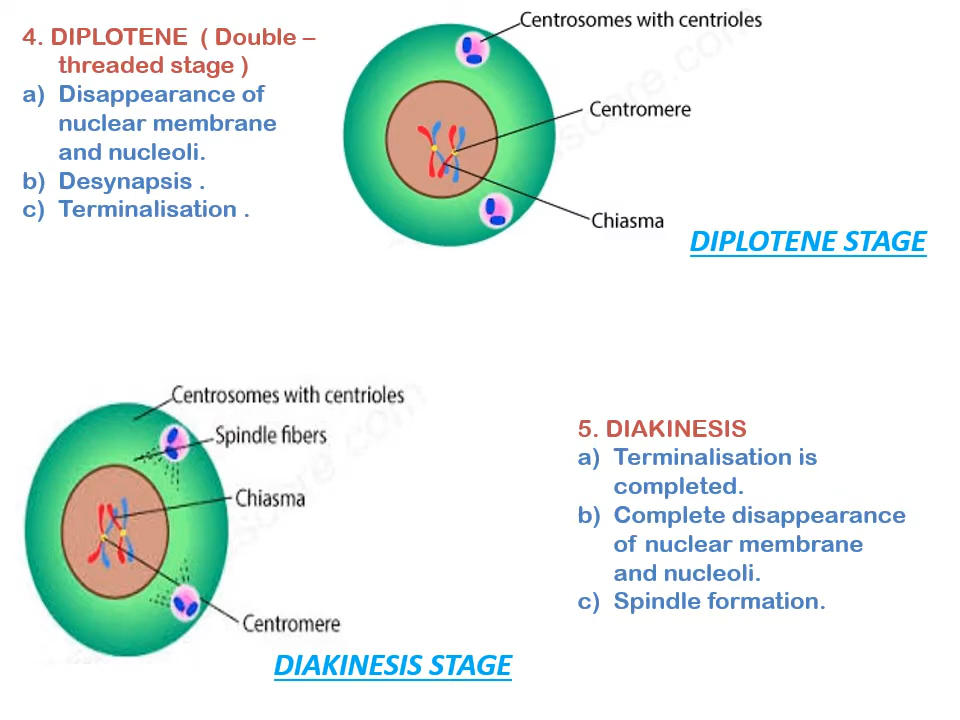 4. DIPLOTENE ( Double –
threaded stage )
a) Disappearance of
nuclear membrane
and nucleoli.
b) Desynapsis .
c) Terminalisation .
Centrosomes with centrioles
Centromere
Chiasma
DIPLOTENE STAGE
Centrosomes with centrioles
Spindle fibers
Chiasma
Centromere
DIAKINESIS STAGE
5. DIAKINESIS
a) Terminalisation is
completed.
b) Complete disappearance
of nuclear membrane
and nucleoli.
c) Spindle formation.